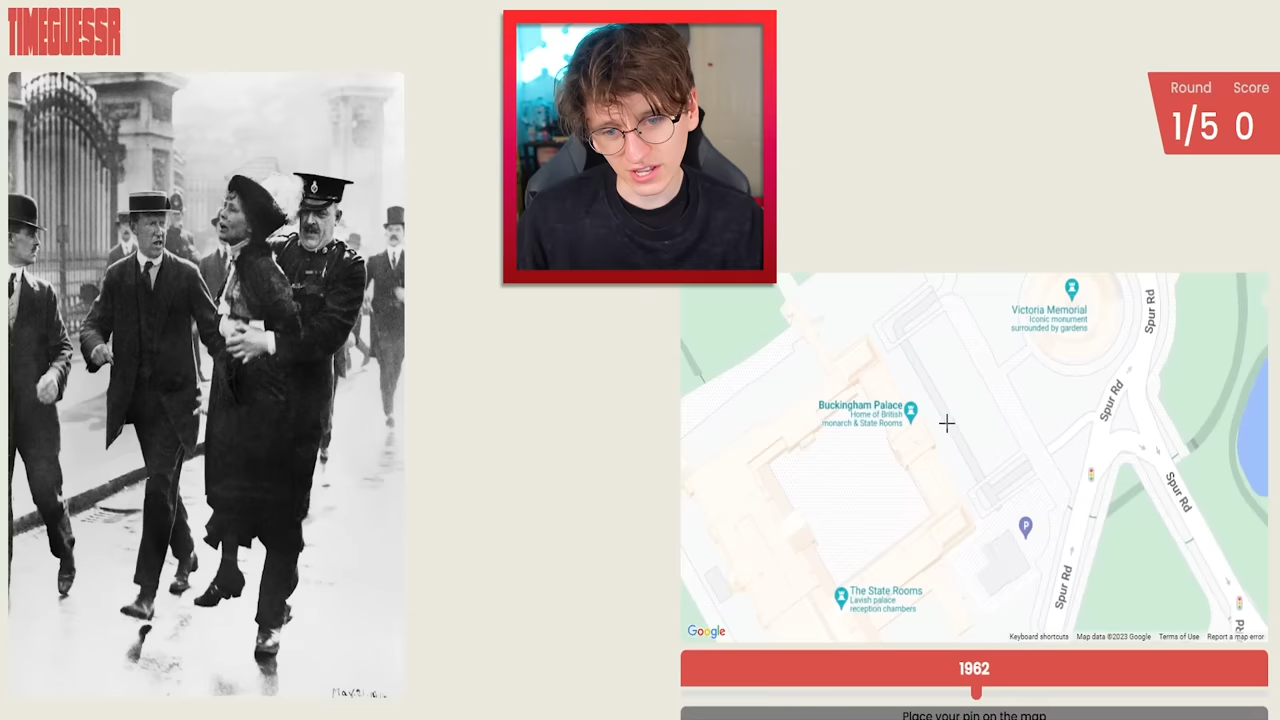 TIMEGUESSR
Round Score
1/5 0
Victoria Memorial
Iconic monument
surrounded by gardens
Spur Rd
Spur Rd
Buckingham Palace
Home of British
monarch & State Rooms
Spur Rd
P
Spur Rd
The State Rooms
Lavish palace
reception chambers
Rd
Google
Keyboard shortcuts Map data ©2023 Google Terms of Use Report a map error
1962
Place your pin on the map